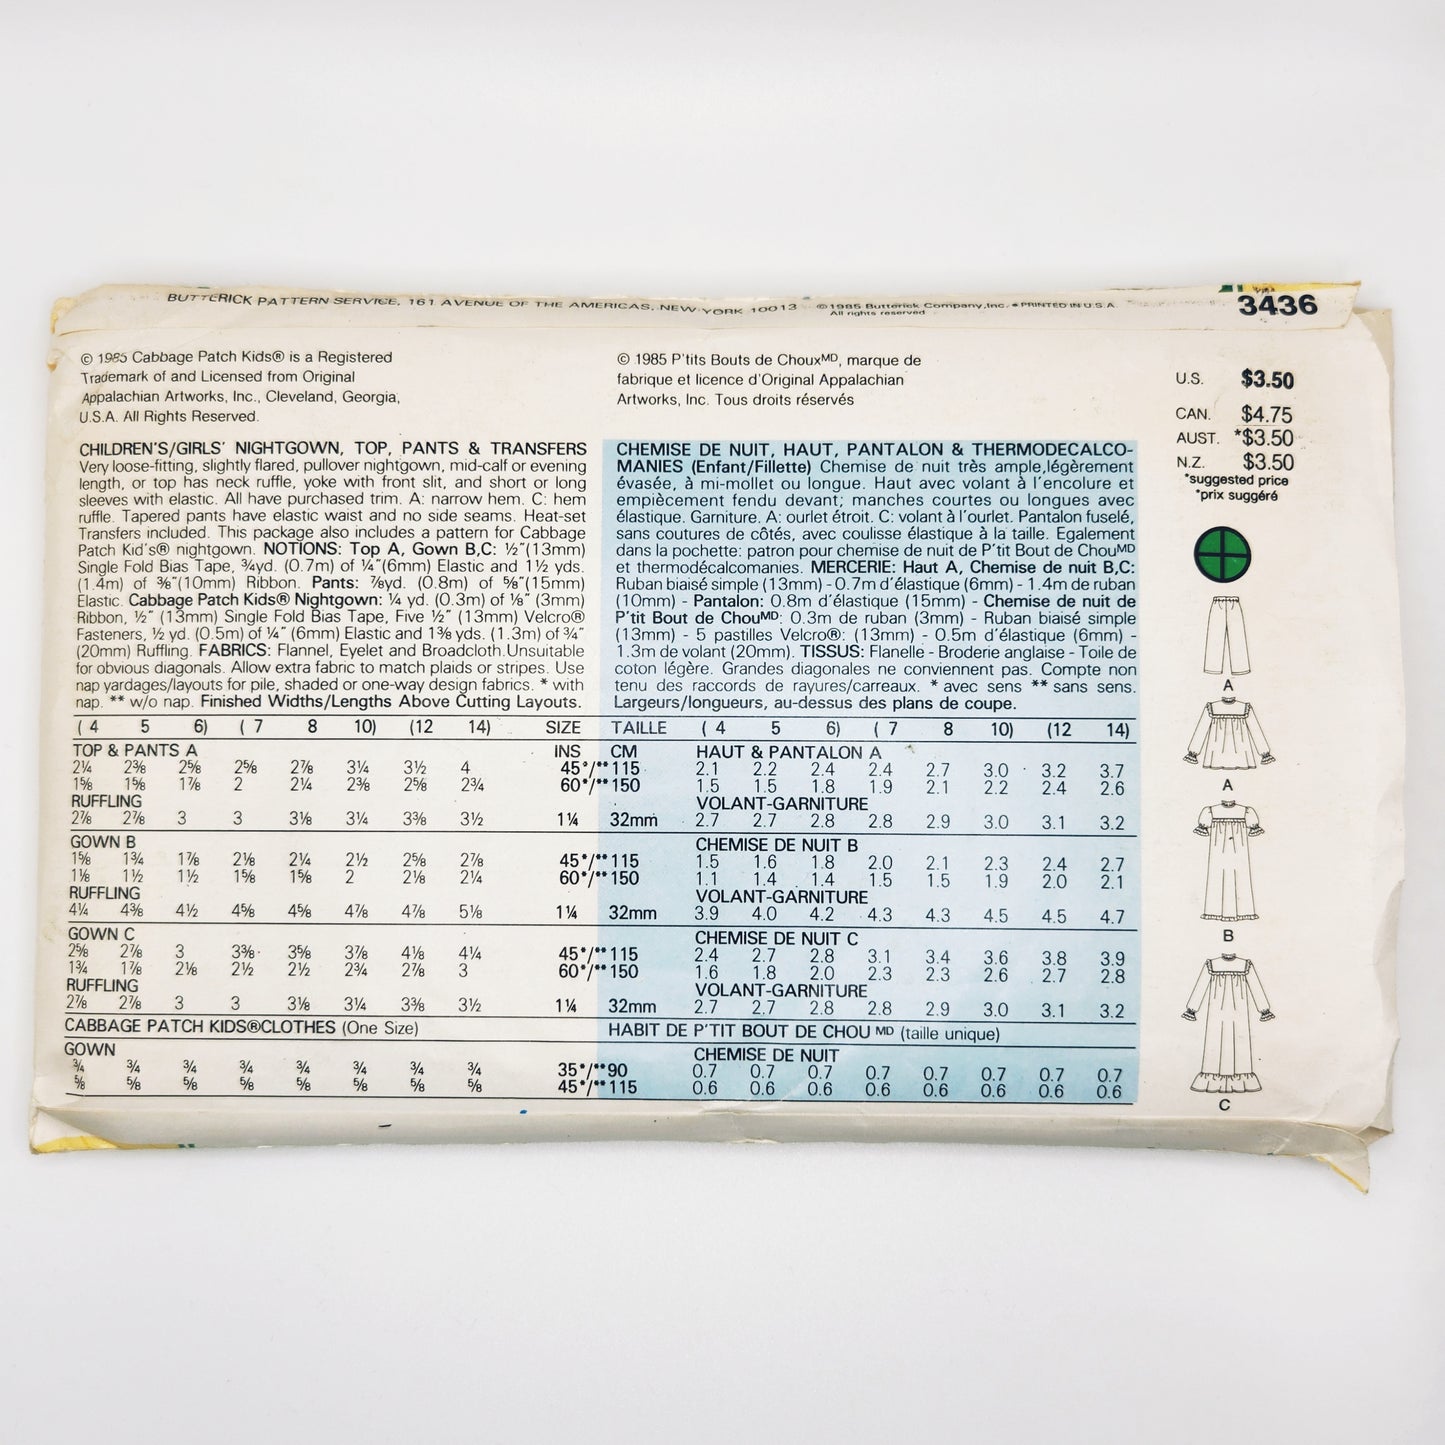 BUTTERICK PATTERN SERVICE, 161 AVENUE OF THE AMERICAS, NEW YORK 10013 ©1985 Butterick Company, Inc. • PRINTED IN U.S.A.
All rights reserved
3436
© 1985 Cabbage Patch Kids® is a Registered
Trademark of and Licensed from Original
Appalachian Artworks, Inc., Cleveland, Georgia,
U.S.A. All Rights Reserved.
CHILDREN'S/GIRLS' NIGHTGOWN, TOP, PANTS & TRANSFERS
Very loose-fitting, slightly flared, pullover nightgown, mid-calf or evening
length, or top has neck ruffle, yoke with front slit, and short or long
sleeves with elastic. All have purchased trim. A: narrow hem. C: hem
ruffle. Tapered pants have elastic waist and no side seams. Heat-set
Transfers included. This package also includes a pattern for Cabbage
Patch Kid's® nightgown. NOTIONS: Top A, Gown B,C: ½"(13mm)
Single Fold Bias Tape, ¾yd. (0.7m) of ¼"(6mm) Elastic and 1½ yds.
(1.4m) of ⅜"(10mm) Ribbon. Pants: ⅞yd. (0.8m) of ⅝"(15mm)
Elastic. Cabbage Patch Kids® Nightgown: ¼ yd. (0.3m) of ⅛" (3mm)
Ribbon, ½" (13mm) Single Fold Bias Tape, Five ½" (13mm) Velcro®
Fasteners, ½ yd. (0.5m) of ¼" (6mm) Elastic and 1⅜ yds. (1.3m) of ¾"
(20mm) Ruffling. FABRICS: Flannel, Eyelet and Broadcloth. Unsuitable
for obvious diagonals. Allow extra fabric to match plaids or stripes. Use
nap yardages/layouts for pile, shaded or one-way design fabrics. * with
nap. ** w/o nap. Finished Widths/Lengths Above Cutting Layouts.
© 1985 P'tits Bouts de Chouxᴹᴰ, marque de
fabrique et licence d'Original Appalachian
Artworks, Inc. Tous droits réservés
CHEMISE DE NUIT, HAUT, PANTALON & THERMODECALCO-
MANIES (Enfant/Fillette) Chemise de nuit très ample, légèrement
évasée, à mi-mollet ou longue. Haut avec volant à l'encolure et
empiècement fendu devant; manches courtes ou longues avec
élastique. Garniture. A: ourlet étroit. C: volant à l'ourlet. Pantalon fuselé,
sans coutures de côtés, avec coulisse élastique à la taille. Egalement
dans la pochette: patron pour chemise de nuit de P'tit Bout de Chouᴹᴰ
et thermodécalcomanies. MERCERIE: Haut A, Chemise de nuit B,C:
Ruban biaisé simple (13mm) - 0.7m d'élastique (6mm) - 1.4m de ruban
(10mm) - Pantalon: 0.8m d'élastique (15mm) - Chemise de nuit de
P'tit Bout de Chouᴹᴰ: 0.3m de ruban (3mm) - Ruban biaisé simple
(13mm) - 5 pastilles Velcro®: (13mm) - 0.5m d'élastique (6mm) -
1.3m de volant (20mm). TISSUS: Flanelle - Broderie anglaise - Toile de
coton légère. Grandes diagonales ne conviennent pas. Compte non
tenu des raccords de rayures/carreaux. * avec sens ** sans sens.
Largeurs/longueurs, au-dessus des plans de coupe.
U.S. $3.50
CAN. $4.75
AUST. *$3.50
N.Z. $3.50
*suggested price
*prix suggéré
( 4 5 6) ( 7 8 10) (12 14) SIZE TAILLE ( 4 5 6) ( 7 8 10) (12 14)
TOP & PANTS A INS CM HAUT & PANTALON A
2¼ 2⅜ 2⅝ 2⅝ 2⅞ 3¼ 3½ 4 45*/**115 2.1 2.2 2.4 2.4 2.7 3.0 3.2 3.7
1⅝ 1⅝ 1⅞ 2 2¼ 2⅜ 2⅝ 2¾ 60*/**150 1.5 1.5 1.8 1.9 2.1 2.2 2.4 2.6
RUFFLING VOLANT-GARNITURE
2⅞ 2⅞ 3 3 3⅛ 3¼ 3⅜ 3½ 1¼ 32mm 2.7 2.7 2.8 2.8 2.9 3.0 3.1 3.2
GOWN B CHEMISE DE NUIT B
1⅝ 1¾ 1⅞ 2⅛ 2¼ 2½ 2⅝ 2⅞ 45*/**115 1.5 1.6 1.8 2.0 2.1 2.3 2.4 2.7
1⅛ 1½ 1½ 1⅝ 1⅝ 2 2⅛ 2¼ 60*/**150 1.1 1.4 1.4 1.5 1.5 1.9 2.0 2.1
RUFFLING VOLANT-GARNITURE
4¼ 4⅜ 4½ 4⅝ 4⅝ 4⅞ 4⅞ 5⅛ 1¼ 32mm 3.9 4.0 4.2 4.3 4.3 4.5 4.5 4.7
GOWN C CHEMISE DE NUIT C
2⅝ 2⅞ 3 3⅜ 3⅝ 3⅞ 4⅛ 4¼ 45*/**115 2.4 2.7 2.8 3.1 3.4 3.6 3.8 3.9
1¾ 1⅞ 2⅛ 2½ 2½ 2¾ 2⅞ 3 60*/**150 1.6 1.8 2.0 2.3 2.3 2.6 2.7 2.8
RUFFLING VOLANT-GARNITURE
2⅞ 2⅞ 3 3 3⅛ 3¼ 3⅜ 3½ 1¼ 32mm 2.7 2.7 2.8 2.8 2.9 3.0 3.1 3.2
CABBAGE PATCH KIDS®CLOTHES (One Size) HABIT DE P'TIT BOUT DE CHOU ᴹᴰ (taille unique)
GOWN CHEMISE DE NUIT
¾ ¾ ¾ ¾ ¾ ¾ ¾ ¾ 35*/**90 0.7 0.7 0.7 0.7 0.7 0.7 0.7 0.7
⅝ ⅝ ⅝ ⅝ ⅝ ⅝ ⅝ ⅝ 45*/**115 0.6 0.6 0.6 0.6 0.6 0.6 0.6 0.6
A
A
B
C